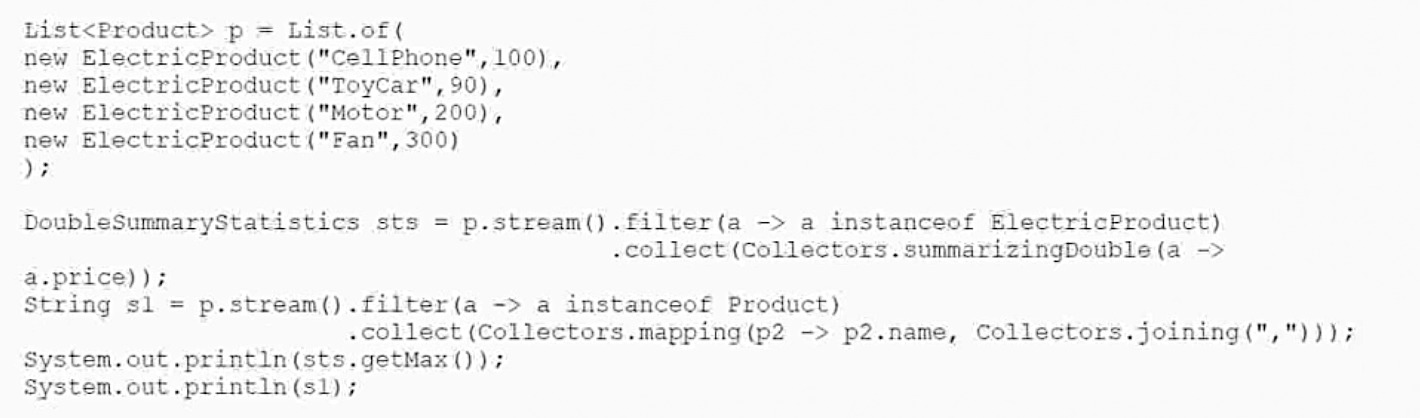 List<Product> p = List.of(
new ElectricProduct("CellPhone",100),
new ElectricProduct("ToyCar",90),
new ElectricProduct("Motor",200),
new ElectricProduct("Fan",300)
);
DoubleSummaryStatistics sts = p.stream().filter(a -> a instanceof ElectricProduct)
.collect(Collectors.summarizingDouble(a ->
a.price));
String s1 = p.stream().filter(a -> a instanceof Product)
.collect(Collectors.mapping(p2 -> p2.name, Collectors.joining(",")));
System.out.println(sts.getMax());
System.out.println(s1);